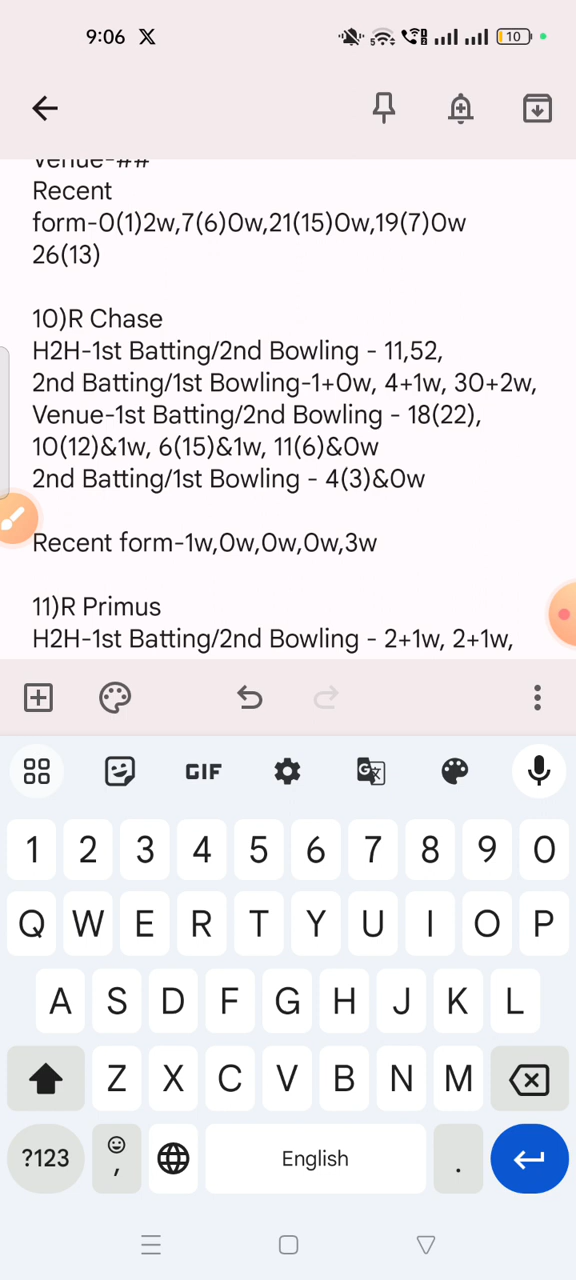 9:06 X
10
Venue-##
Recent
form-0(1)2w,7(6)0w,21(15)0w,19(7)0w
26(13)
10)R Chase
H2H-1st Batting/2nd Bowling - 11,52,
2nd Batting/1st Bowling-1+0w, 4+1w, 30+2w,
Venue-1st Batting/2nd Bowling - 18(22),
10(12)&1w, 6(15)&1w, 11(6)&0w
2nd Batting/1st Bowling - 4(3)&0w
Recent form-1w,0w,0w,0w,3w
11)R Primus
H2H-1st Batting/2nd Bowling - 2+1w, 2+1w,
GIF
1 2 3 4 5 6 7 8 9 0
Q W E R T Y U I O P
A S D F G H J K L
Z X C V B N M
?123 , English .